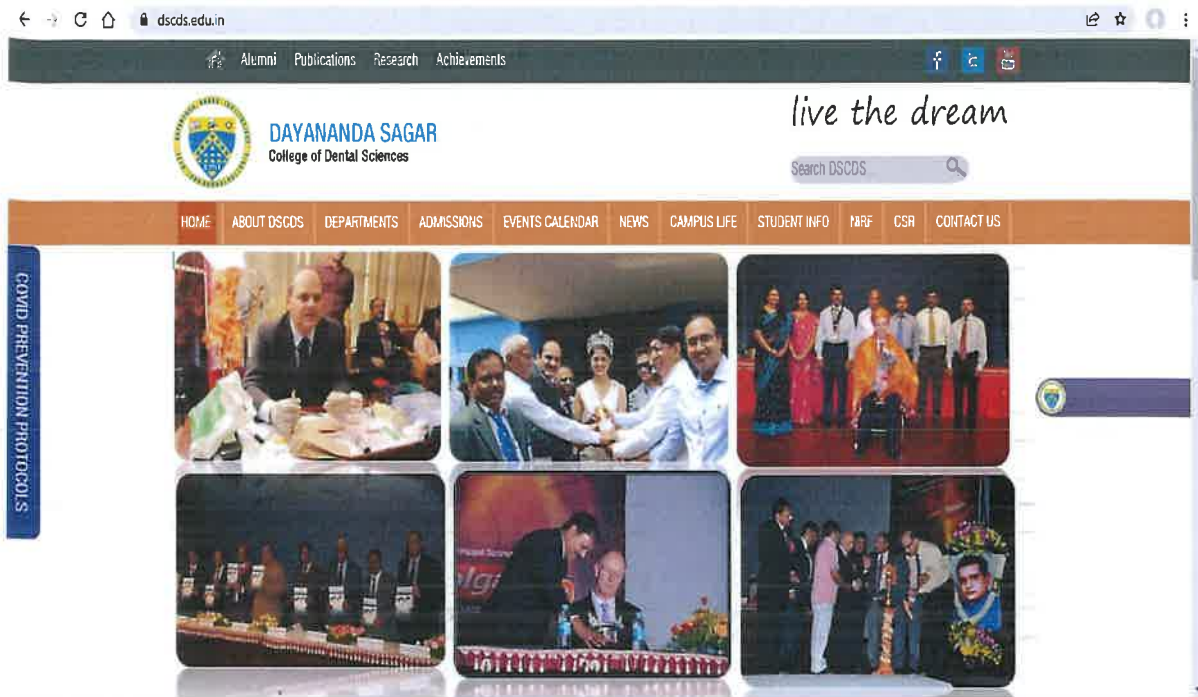 dscds.edu.in
Alumni Publications Research Achievements
f
DAYANANDA SAGAR
College of Dental Sciences
live the dream
Search DSCDS
HOME ABOUT DSCDS DEPARTMENTS ADMISSIONS EVENTS CALENDAR NEWS CAMPUS LIFE STUDENT INFO NIRF CSR CONTACT US
COVID PREVENTION PROTOCOLS